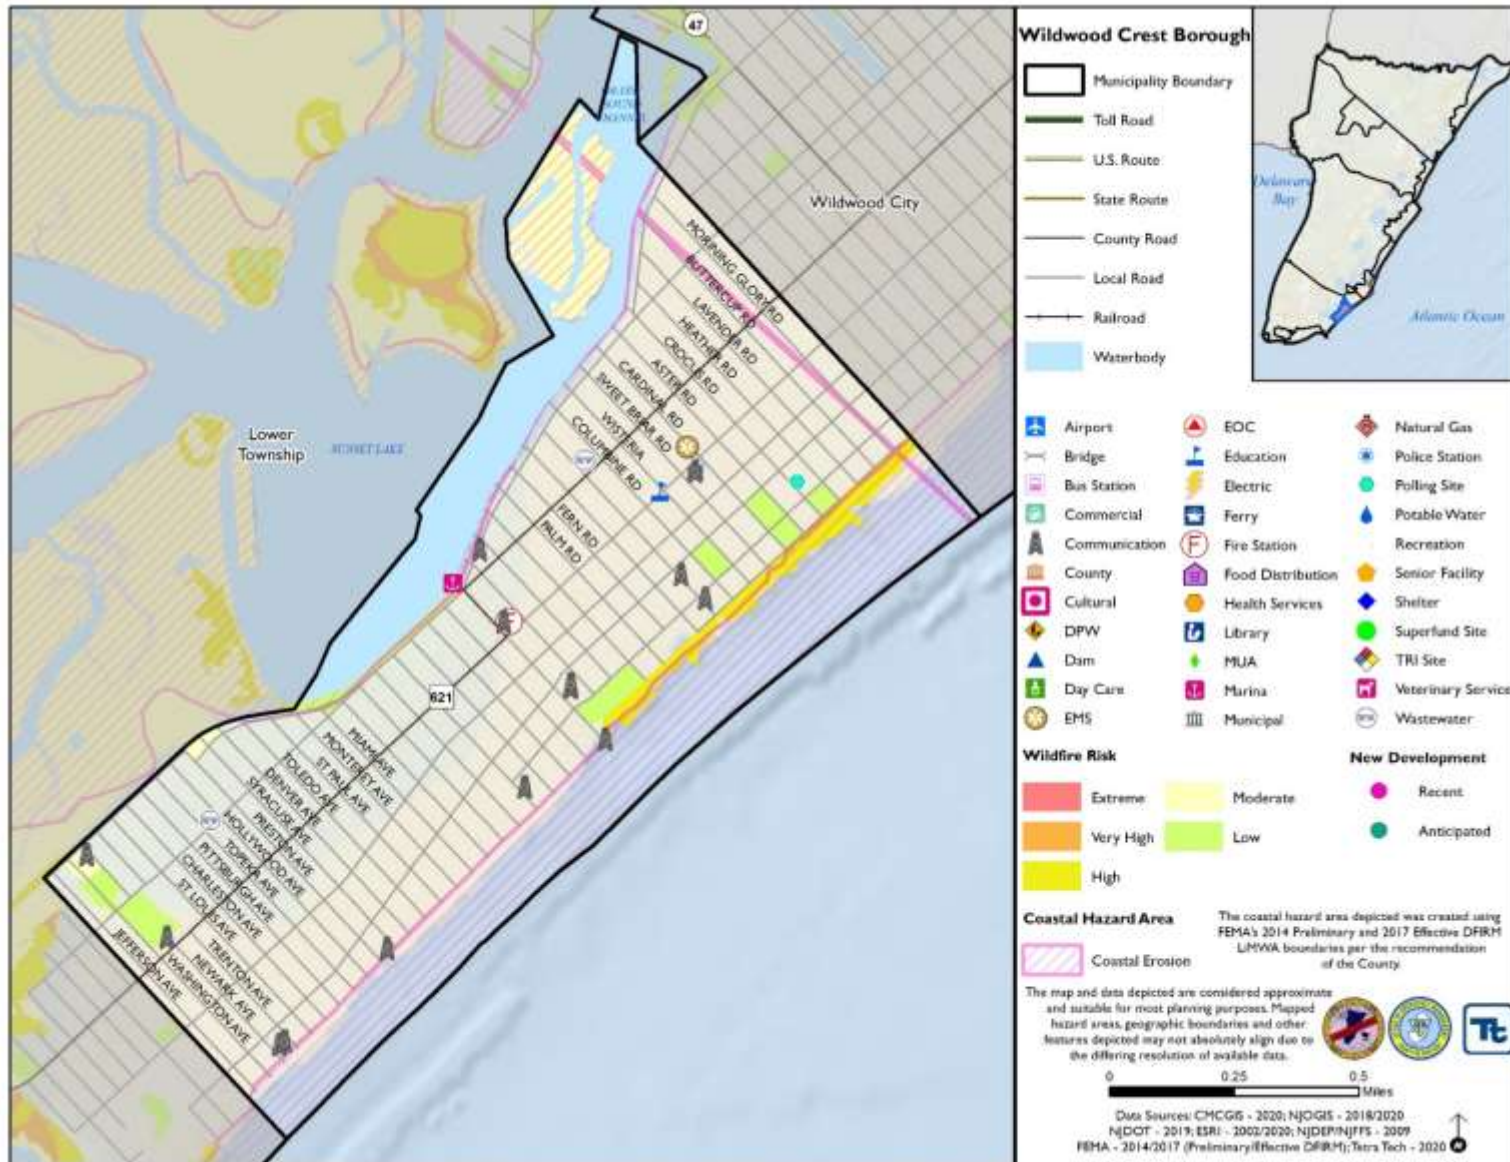 47
Wildwood City
Lower
Township
SUNSET LAKE
MORINING GLORY RD
BUTTERCUP RD
LAVENDER RD
HEATHER RD
CROCUS RD
ASTER RD
CARDINAL RD
SWEET BRIAR RD
WISTERIA
COLUMBINE RD
FERN RD
PALM RD
621
MIAMI AVE
MONTEREY AVE
ST PAUL AVE
TOLEDO AVE
DENVER AVE
SYRACUSE AVE
PRESTON AVE
HOLLYWOOD AVE
TOPEKA AVE
PITTSBURGH AVE
CHARLESTON AVE
ST LOUIS AVE
TRENTON AVE
NEWARK AVE
WASHINGTON AVE
JEFFERSON AVE
Wildwood Crest Borough
Municipality Boundary
Toll Road
U.S. Route
State Route
County Road
Local Road
Railroad
Waterbody
Delaware
Bay
Atlantic Ocean
Airport
Bridge
Bus Station
Commercial
Communication
County
Cultural
DPW
Dam
Day Care
EMS
EOC
Education
Electric
Ferry
F Fire Station
Food Distribution
Health Services
Library
MUA
Marina
Municipal
Natural Gas
Police Station
Polling Site
Potable Water
Recreation
Senior Facility
Shelter
Superfund Site
TRI Site
Veterinary Service
Wastewater
Wildfire Risk
Extreme
Very High
High
Moderate
Low
New Development
Recent
Anticipated
Coastal Hazard Area
Coastal Erosion
The coastal hazard area depicted was created using
FEMA's 2014 Preliminary and 2017 Effective DFIRM
LiMWA boundaries per the recommendation
of the County.
The map and data depicted are considered approximate
and suitable for most planning purposes. Mapped
hazard areas, geographic boundaries and other
features depicted may not absolutely align due to
the differing resolution of available data.
Tt
0 0.25 0.5
Miles
Data Sources: CMCGIS - 2020; NJOGIS - 2018/2020
NJDOT - 2019; ESRI - 2002/2020; NJDEP/NJFFS - 2009
FEMA - 2014/2017 (Preliminary/Effective DFIRM); Tetra Tech - 2020